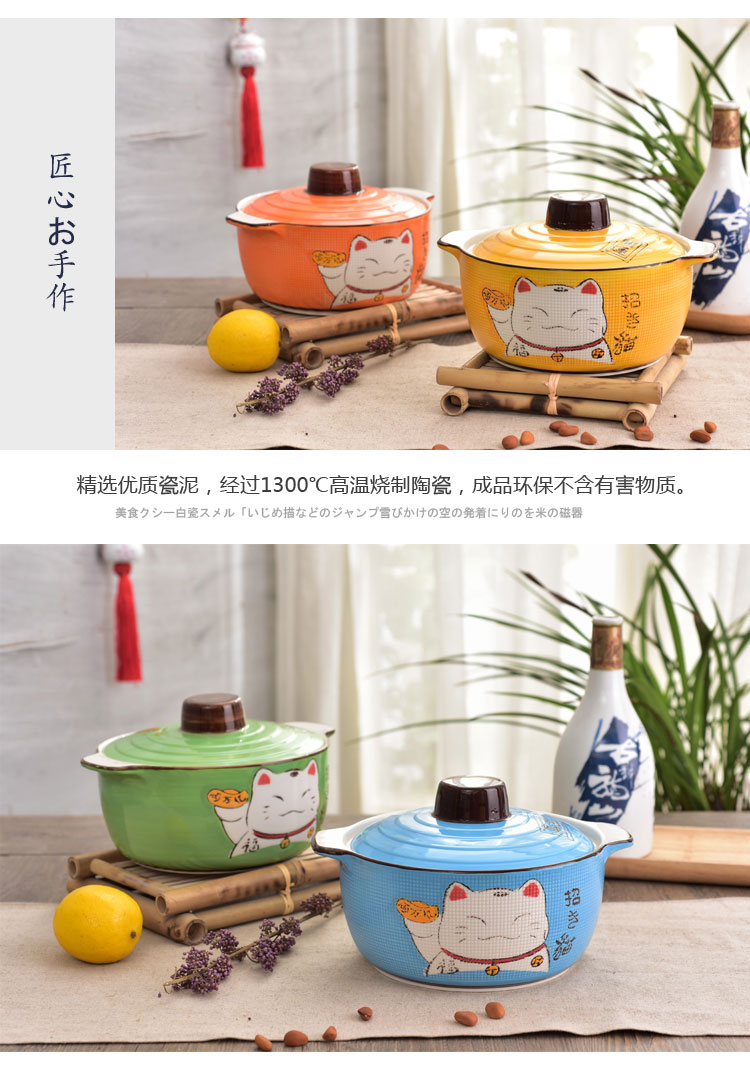 匠心お手作
招き猫
福
精选优质瓷泥，经过1300℃高温烧制陶瓷，成品环保不含有害物质。
美食クシー白瓷スメル「いじめ描などのジャンプ雪びかけの空の発着にりのを米の磁器
招き猫
福